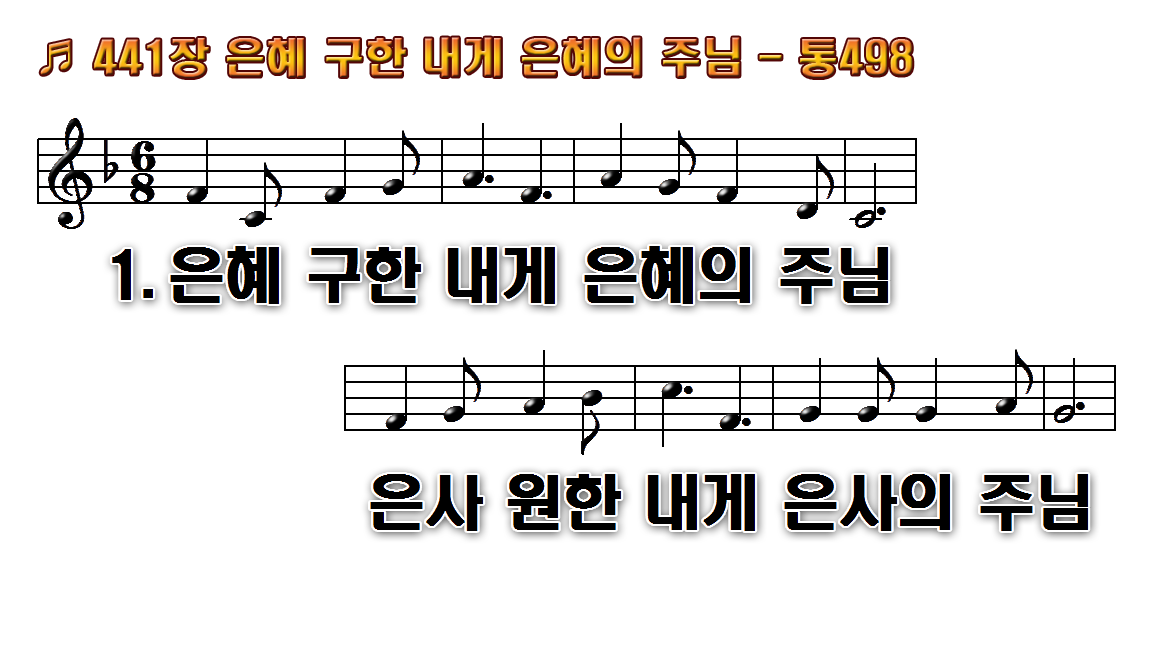 ♬ 441장 은혜 구한 내게 은혜의 주님 - 통498
6
8
1. 은혜 구한 내게 은혜의 주님
은사 원한 내게 은사의 주님